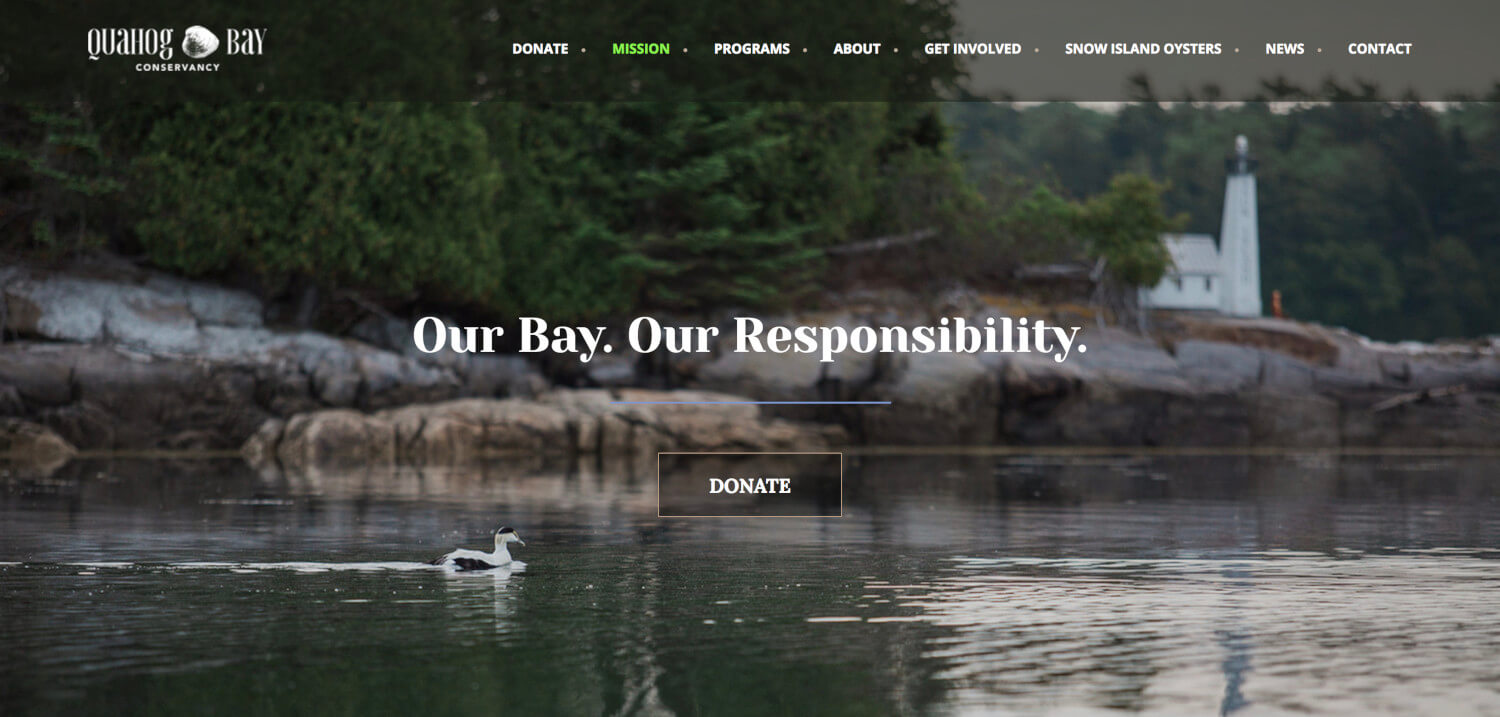 QUAHOG BAY
CONSERVANCY
DONATE • MISSION • PROGRAMS • ABOUT • GET INVOLVED • SNOW ISLAND OYSTERS • NEWS • CONTACT
Our Bay. Our Responsibility.
DONATE